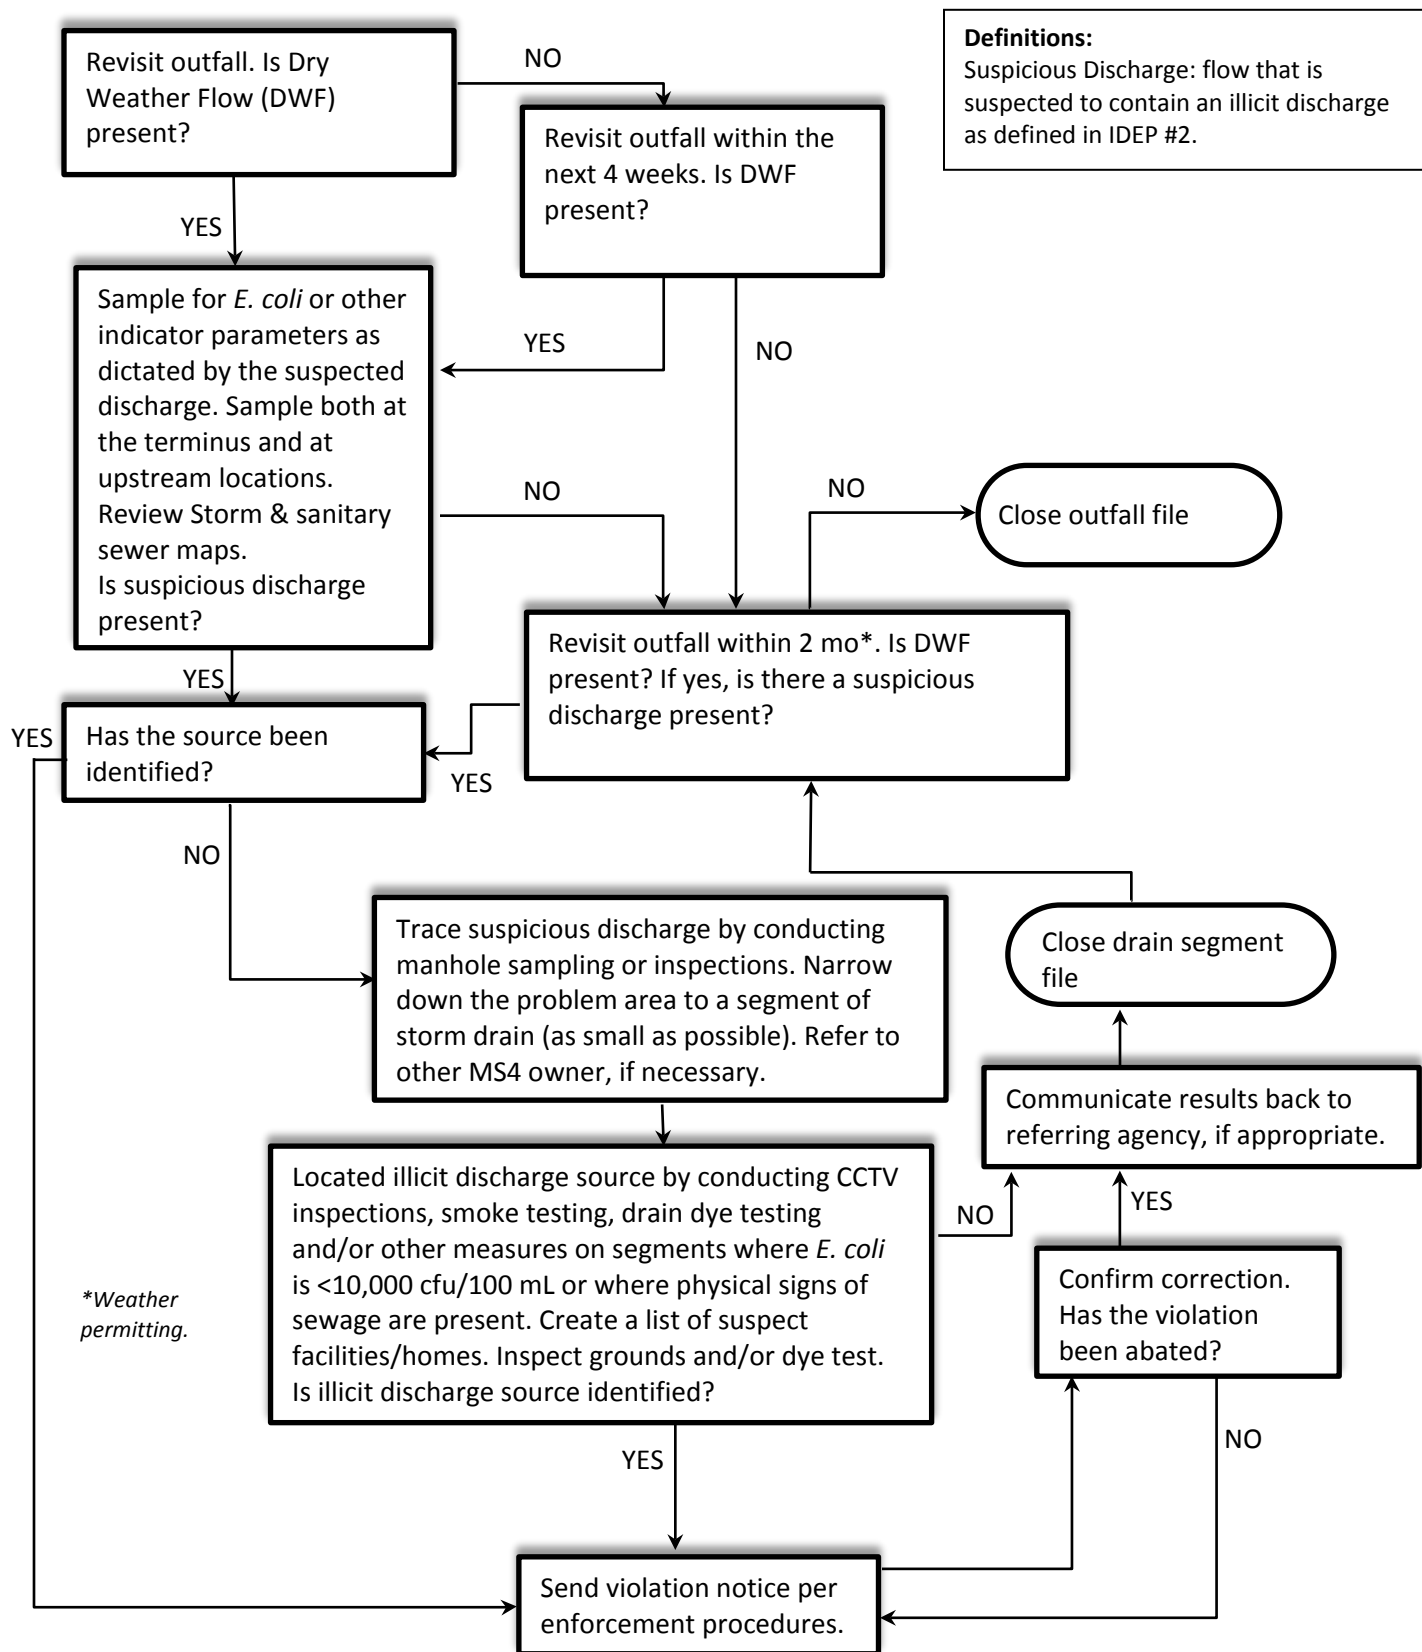 Revisit outfall. Is Dry
Weather Flow (DWF)
present?
NO
Definitions:
Suspicious Discharge: flow that is
suspected to contain an illicit discharge
as defined in IDEP #2.
Revisit outfall within the
next 4 weeks. Is DWF
present?
YES
Sample for E. coli or other
indicator parameters as
dictated by the suspected
discharge. Sample both at
the terminus and at
upstream locations.
Review Storm & sanitary
sewer maps.
Is suspicious discharge
present?
YES
NO
NO
NO
Close outfall file
Revisit outfall within 2 mo*. Is DWF
present? If yes, is there a suspicious
discharge present?
YES
YES
Has the source been
identified?
YES
NO
Trace suspicious discharge by conducting
manhole sampling or inspections. Narrow
down the problem area to a segment of
storm drain (as small as possible). Refer to
other MS4 owner, if necessary.
Close drain segment
file
Communicate results back to
referring agency, if appropriate.
Located illicit discharge source by conducting CCTV
inspections, smoke testing, drain dye testing
and/or other measures on segments where E. coli
is <10,000 cfu/100 mL or where physical signs of
sewage are present. Create a list of suspect
facilities/homes. Inspect grounds and/or dye test.
Is illicit discharge source identified?
NO
YES
Confirm correction.
Has the violation
been abated?
*Weather
permitting.
YES
NO
Send violation notice per
enforcement procedures.